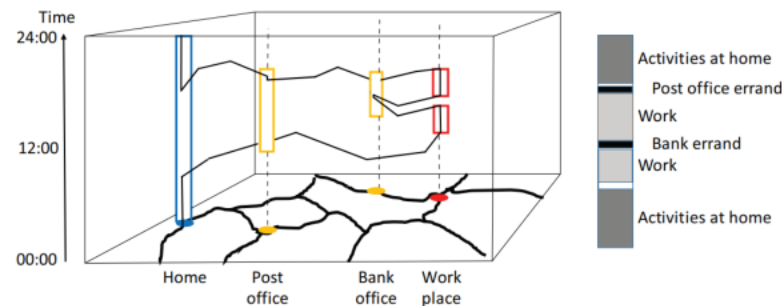 Time
24:00
12:00
00:00
Home
Post
office
Bank
office
Work
place
Activities at home
Post office errand
Work
Bank errand
Work
Activities at home